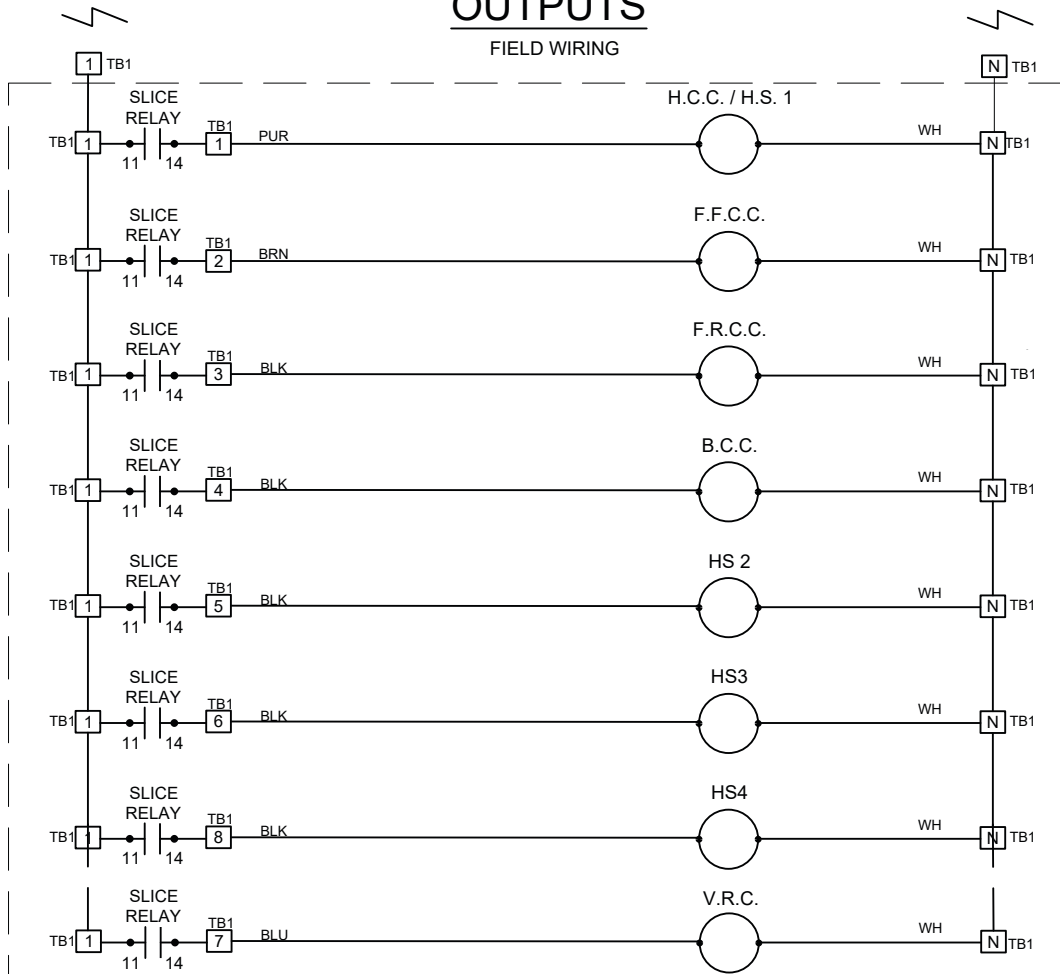 OUTPUTS
FIELD WIRING
1 TB1 N TB1
SLICE RELAY H.C.C. / H.S. 1
TB1 1 11 14 TB1 1 PUR WH N TB1
SLICE RELAY F.F.C.C.
TB1 1 11 14 TB1 2 BRN WH N TB1
SLICE RELAY F.R.C.C.
TB1 1 11 14 TB1 3 BLK WH N TB1
SLICE RELAY B.C.C.
TB1 1 11 14 TB1 4 BLK WH N TB1
SLICE RELAY HS 2
TB1 1 11 14 TB1 5 BLK WH N TB1
SLICE RELAY HS3
TB1 1 11 14 TB1 6 BLK WH N TB1
SLICE RELAY HS4
TB1 1 11 14 TB1 8 BLK WH N TB1
SLICE RELAY V.R.C.
TB1 1 11 14 TB1 7 BLU WH N TB1